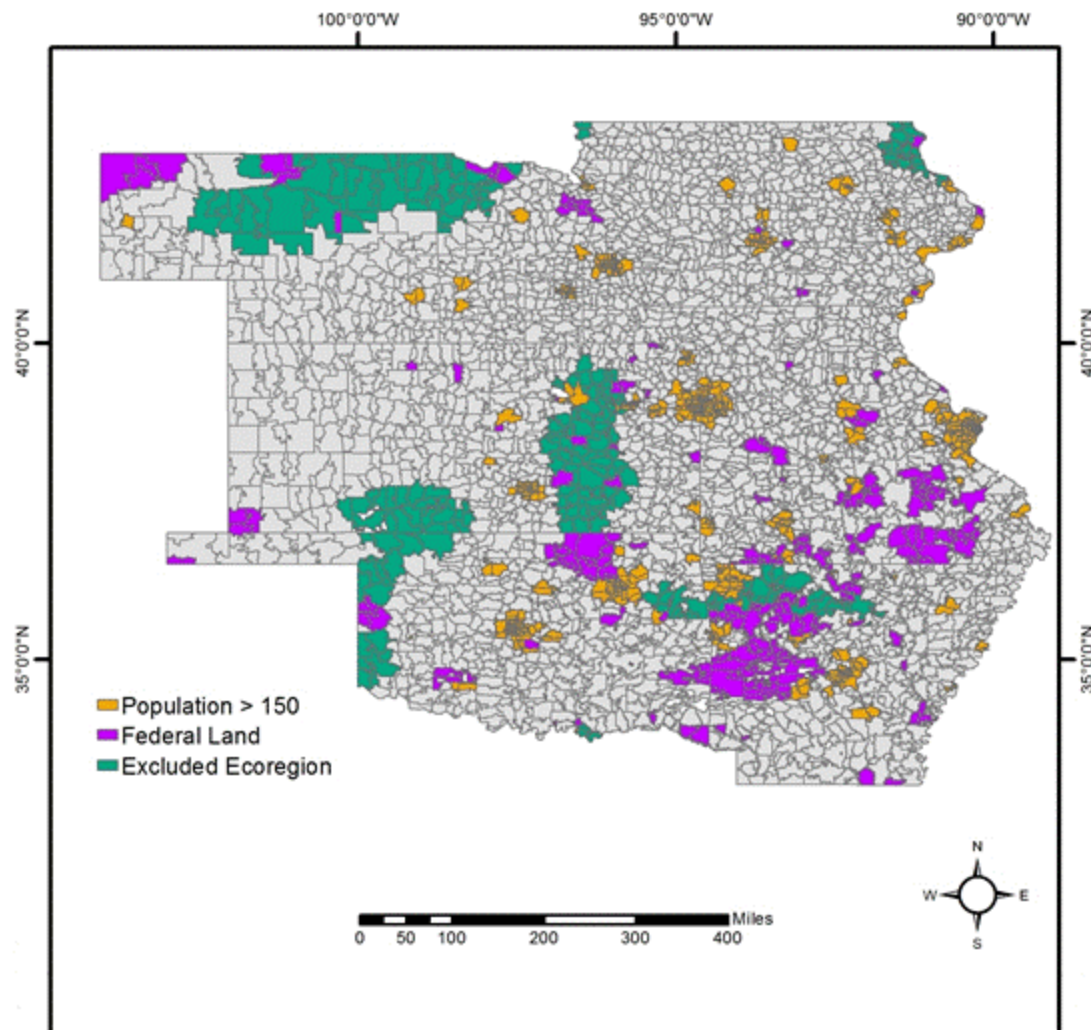 100°0'0"W 95°0'0"W 90°0'0"W
40°0'0"N 40°0'0"N
35°0'0"N 35°0'0"N
Population > 150
Federal Land
Excluded Ecoregion
N
W E
S
Miles
0 50 100 200 300 400